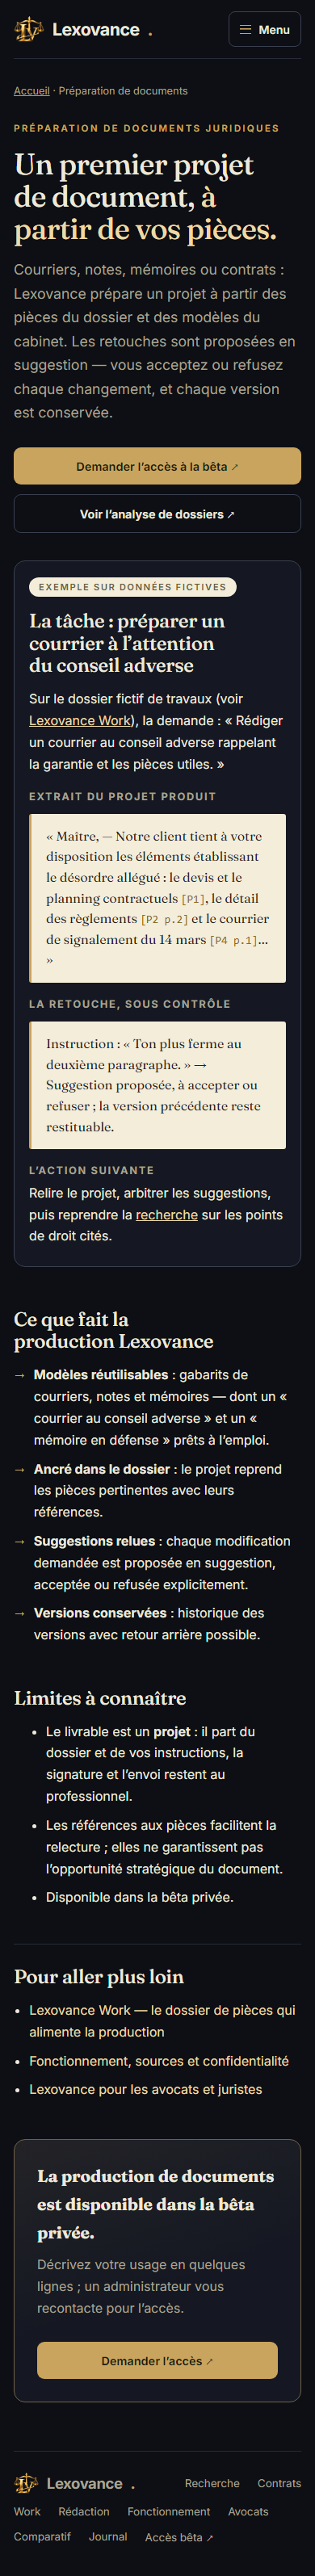 Lexovance.
Menu
Accueil · Préparation de documents
PRÉPARATION DE DOCUMENTS JURIDIQUES
Un premier projet
de document, à
partir de vos pièces.
Courriers, notes, mémoires ou contrats :
Lexovance prépare un projet à partir des
pièces du dossier et des modèles du
cabinet. Les retouches sont proposées en
suggestion — vous acceptez ou refusez
chaque changement, et chaque version
est conservée.
Demander l’accès à la bêta ↗
Voir l’analyse de dossiers ↗
EXEMPLE SUR DONNÉES FICTIVES
La tâche : préparer un
courrier à l’attention
du conseil adverse
Sur le dossier fictif de travaux (voir
Lexovance Work), la demande : « Rédiger
un courrier au conseil adverse rappelant
la garantie et les pièces utiles. »
EXTRAIT DU PROJET PRODUIT
« Maître, — Notre client tient à votre
disposition les éléments établissant
le désordre allégué : le devis et le
planning contractuels [P1], le détail
des règlements [P2 p.2] et le courrier
de signalement du 14 mars [P4 p.1]…
»
LA RETOUCHE, SOUS CONTRÔLE
Instruction : « Ton plus ferme au
deuxième paragraphe. » →
Suggestion proposée, à accepter ou
refuser ; la version précédente reste
restituable.
L’ACTION SUIVANTE
Relire le projet, arbitrer les suggestions,
puis reprendre la recherche sur les points
de droit cités.
Ce que fait la
production Lexovance
→ Modèles réutilisables : gabarits de
courriers, notes et mémoires — dont un «
courrier au conseil adverse » et un «
mémoire en défense » prêts à l’emploi.
→ Ancré dans le dossier : le projet reprend
les pièces pertinentes avec leurs
références.
→ Suggestions relues : chaque modification
demandée est proposée en suggestion,
acceptée ou refusée explicitement.
→ Versions conservées : historique des
versions avec retour arrière possible.
Limites à connaître
• Le livrable est un projet : il part du
dossier et de vos instructions, la
signature et l’envoi restent au
professionnel.
• Les références aux pièces facilitent la
relecture ; elles ne garantissent pas
l’opportunité stratégique du document.
• Disponible dans la bêta privée.
Pour aller plus loin
• Lexovance Work — le dossier de pièces qui
alimente la production
• Fonctionnement, sources et confidentialité
• Lexovance pour les avocats et juristes
La production de documents
est disponible dans la bêta
privée.
Décrivez votre usage en quelques
lignes ; un administrateur vous
recontacte pour l’accès.
Demander l’accès ↗
Lexovance. Recherche Contrats
Work Rédaction Fonctionnement Avocats
Comparatif Journal Accès bêta ↗